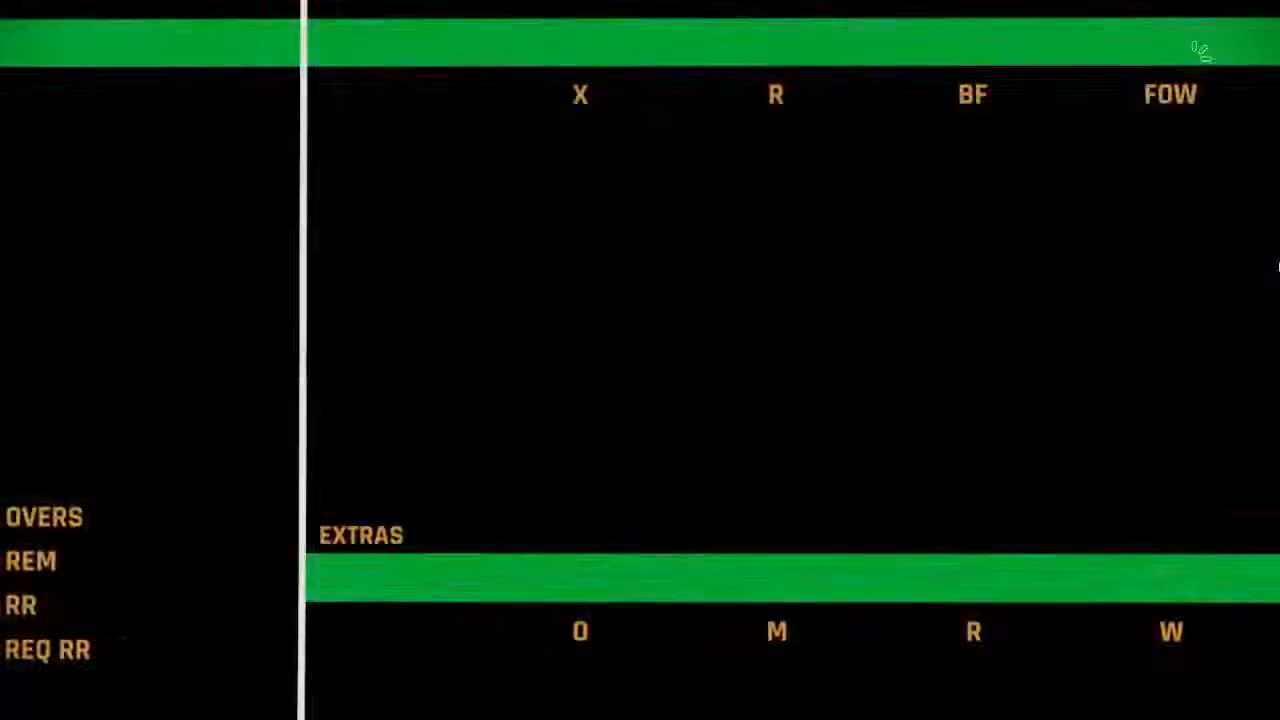 X R BF FOW
OVERS
REM
RR
REQ RR
EXTRAS
O M R W